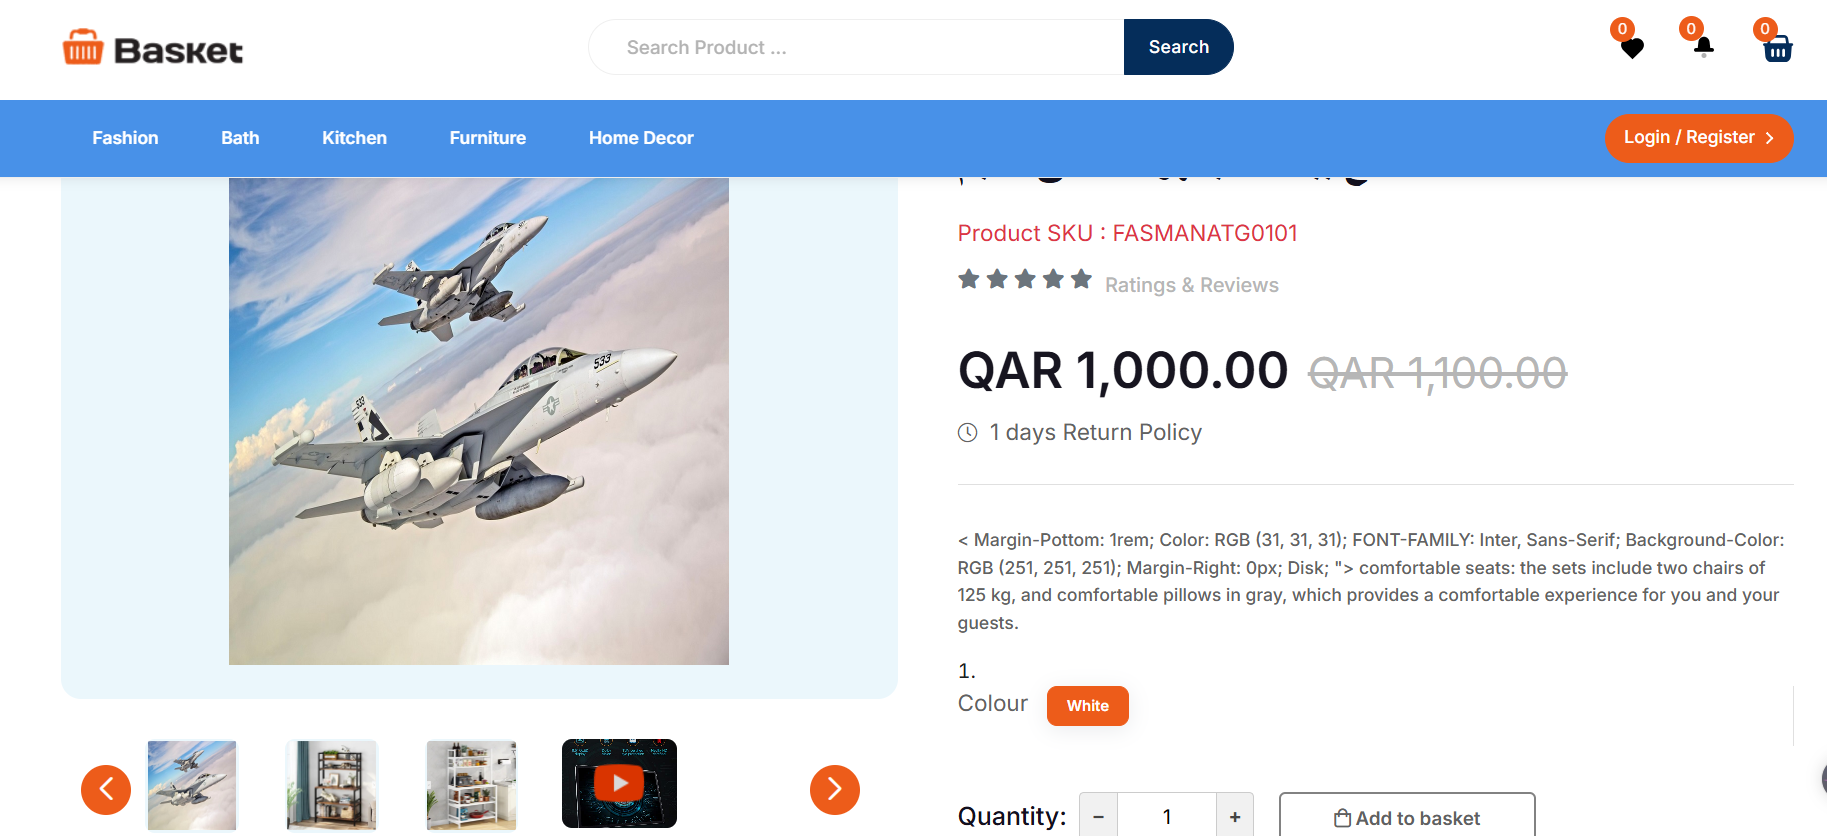 Basket
Search Product ...
Search
0
0
0
Fashion
Bath
Kitchen
Furniture
Home Decor
Login / Register
Product SKU : FASMANATG0101
Ratings & Reviews
QAR 1,000.00 QAR 1,100.00
1 days Return Policy
< Margin-Pottom: 1rem; Color: RGB (31, 31, 31); FONT-FAMILY: Inter, Sans-Serif; Background-Color:
RGB (251, 251, 251); Margin-Right: 0px; Disk; "> comfortable seats: the sets include two chairs of
125 kg, and comfortable pillows in gray, which provides a comfortable experience for you and your
guests.
1.
Colour White
Quantity: - 1 + Add to basket
533
533